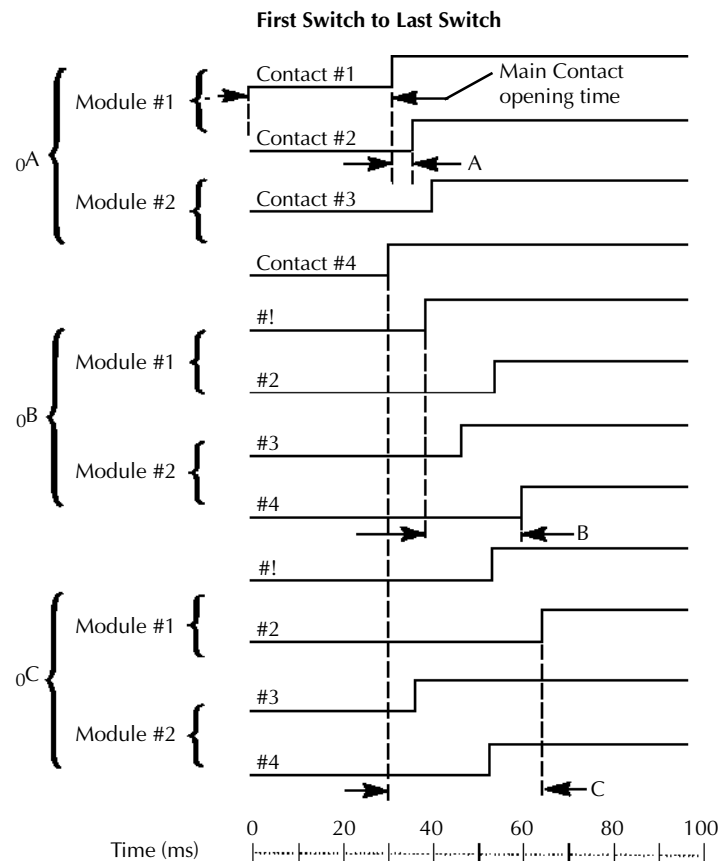 First Switch to Last Switch
Contact #1
Main Contact
opening time
Module #1
Contact #2
A
0A
Module #2
Contact #3
Contact #4
#!
Module #1
#2
0B
#3
Module #2
#4
B
#!
Module #1
#2
0C
#3
Module #2
#4
C
Time (ms)
0 20 40 60 80 100